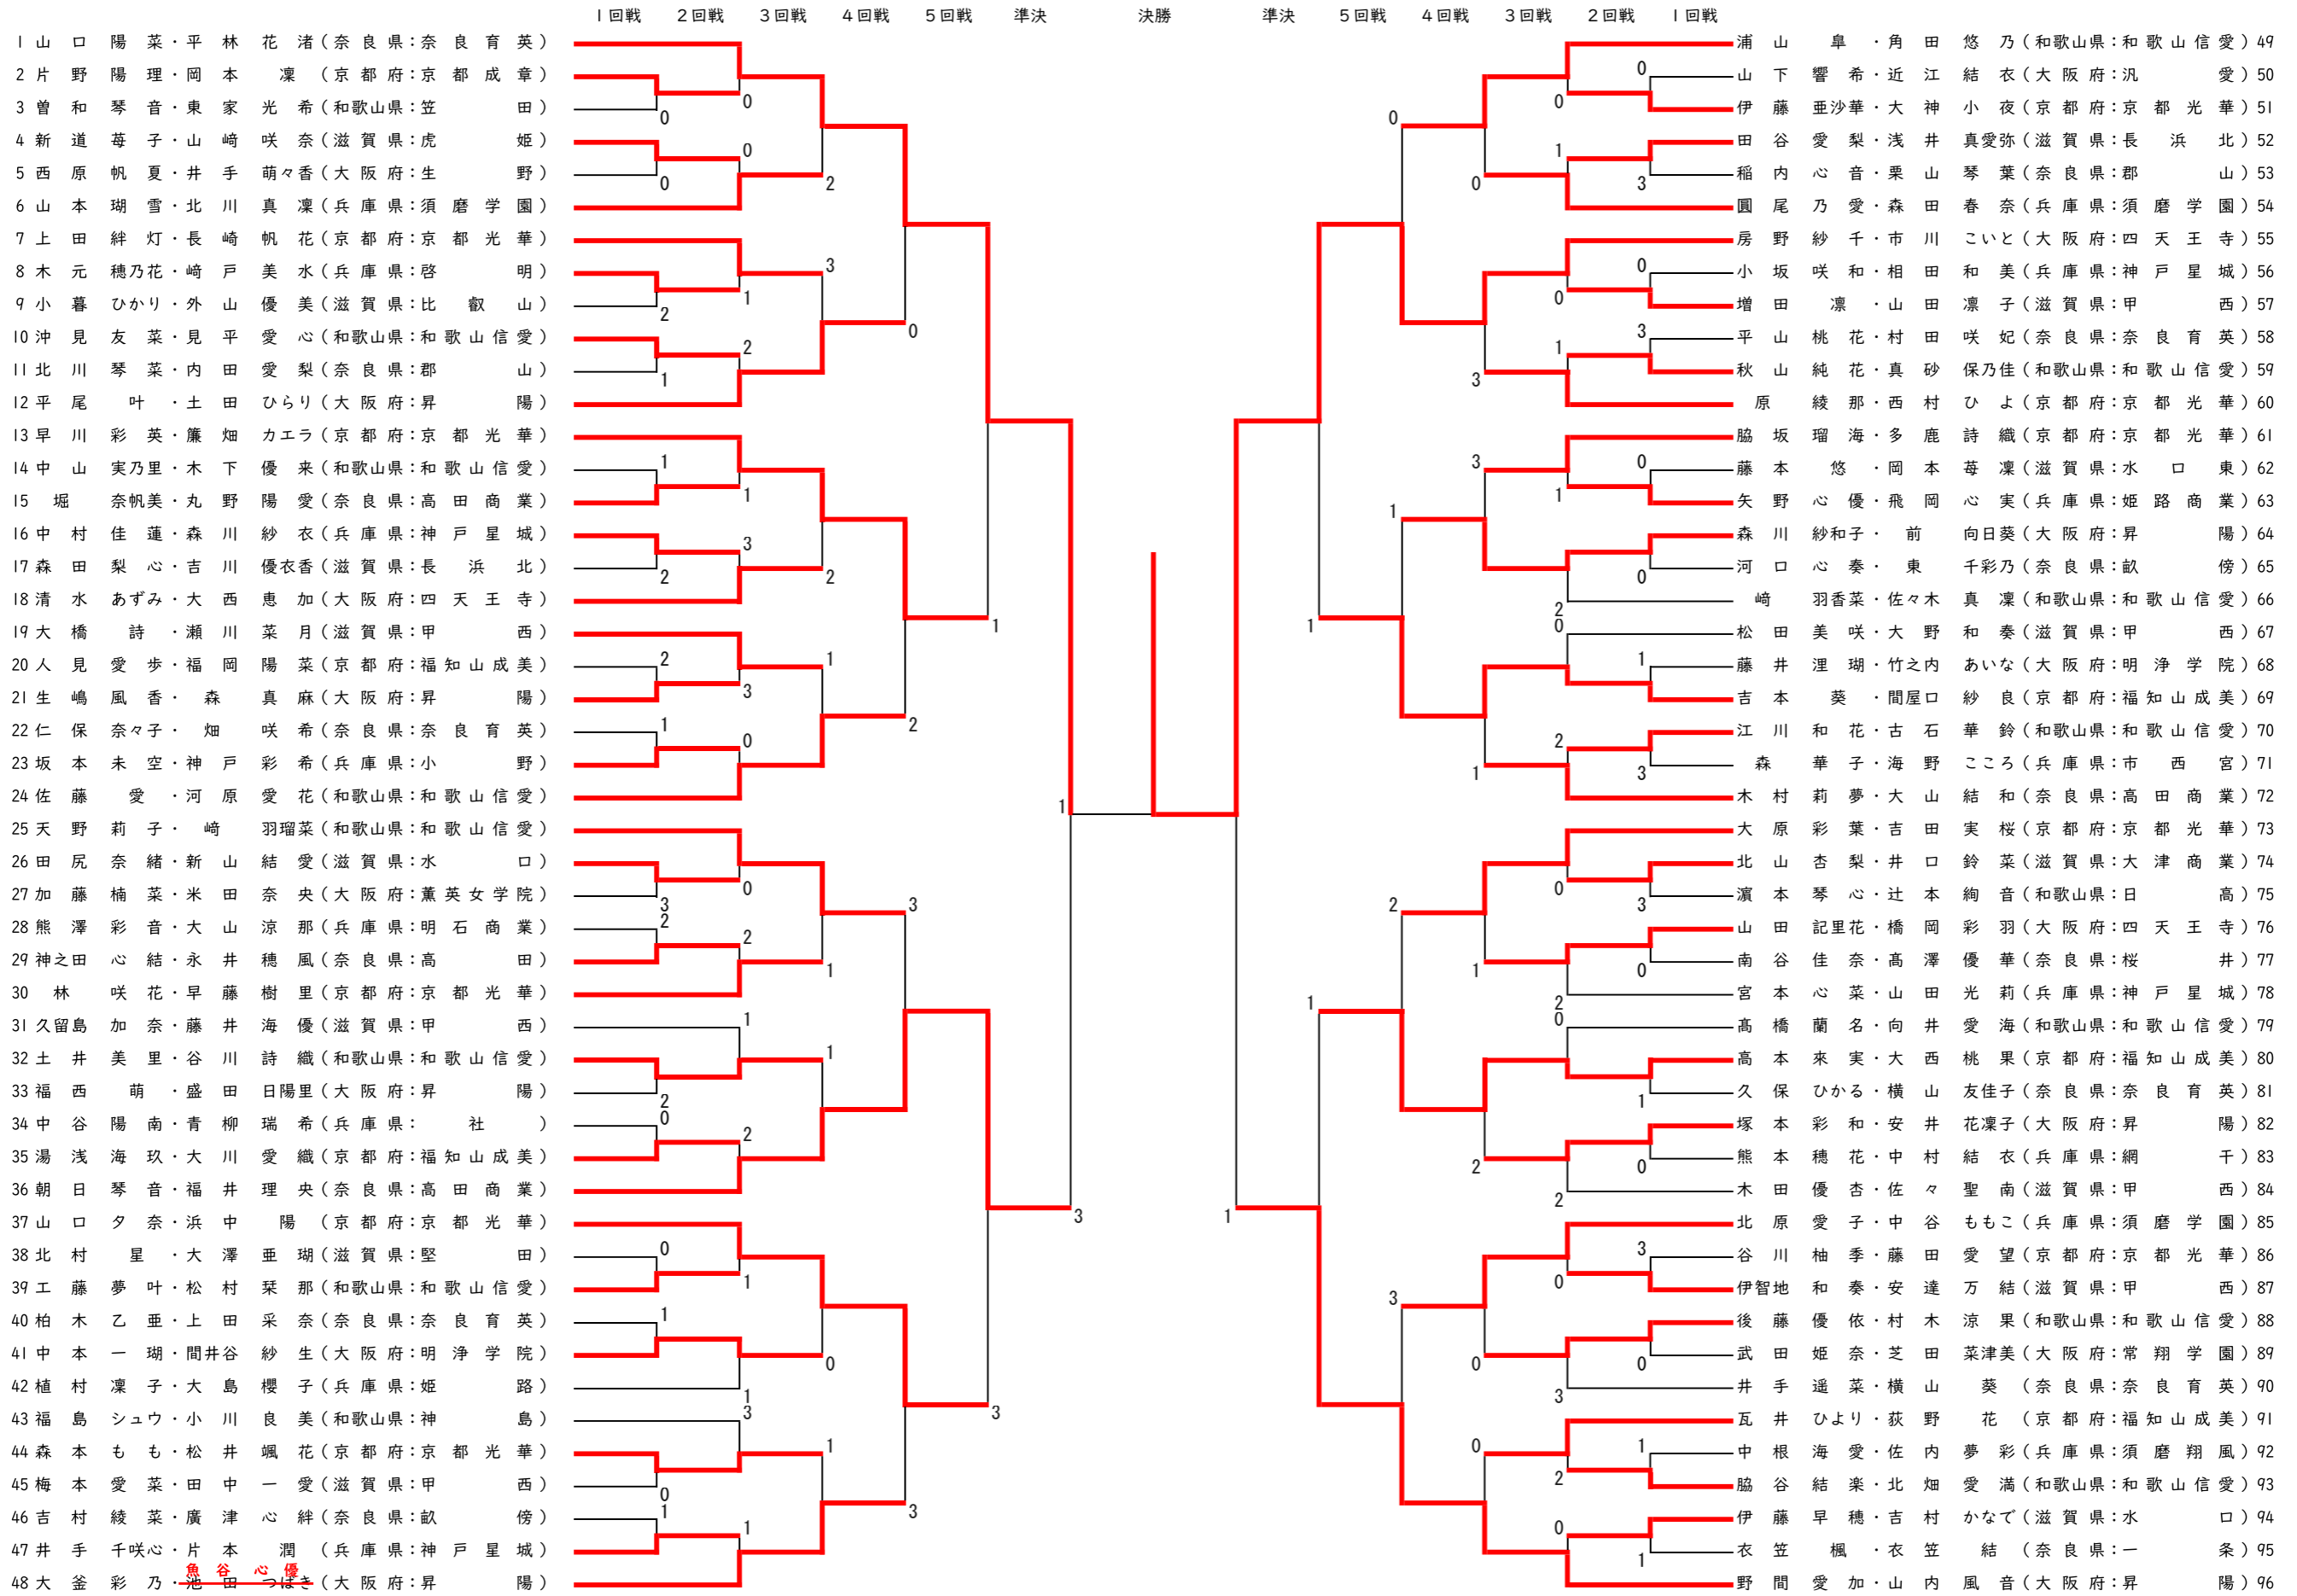 1回戦 2回戦 3回戦 4回戦 5回戦 準決 決勝 準決 5回戦 4回戦 3回戦 2回戦 1回戦
1 山口陽菜・平林花渚(奈良県:奈良育英)
2 片野陽理・岡本凜(京都府:京都成章)
3 曽和琴音・東家光希(和歌山県:笠田)
4 新道苺子・山﨑咲奈(滋賀県:虎姫)
5 西原帆夏・井手萌々香(大阪府:生野)
6 山本瑚雪・北川真凜(兵庫県:須磨学園)
7 上田絆灯・長崎帆花(京都府:京都光華)
8 木元穂乃花・﨑戸美水(兵庫県:啓明)
9 小暮ひかり・外山優美(滋賀県:比叡山)
10 沖見友菜・見平愛心(和歌山県:和歌山信愛)
11 北川琴菜・内田愛梨(奈良県:郡山)
12 平尾叶・土田ひらり(大阪府:昇陽)
13 早川彩英・簾畑カエラ(京都府:京都光華)
14 中山実乃里・木下優来(和歌山県:和歌山信愛)
15 堀奈帆美・丸野陽愛(奈良県:高田商業)
16 中村佳蓮・森川紗衣(兵庫県:神戸星城)
17 森田梨心・吉川優衣香(滋賀県:長浜北)
18 清水あずみ・大西恵加(大阪府:四天王寺)
19 大橋詩・瀬川菜月(滋賀県:甲西)
20 人見愛歩・福岡陽菜(京都府:福知山成美)
21 生嶋風香・森真麻(大阪府:昇陽)
22 仁保奈々子・畑咲希(奈良県:奈良育英)
23 坂本未空・神戸彩希(兵庫県:小野)
24 佐藤愛・河原愛花(和歌山県:和歌山信愛)
25 天野莉子・﨑羽瑠菜(和歌山県:和歌山信愛)
26 田尻奈緒・新山結愛(滋賀県:水口)
27 加藤楠菜・米田奈央(大阪府:薫英女学院)
28 熊澤彩音・大山涼那(兵庫県:明石商業)
29 神之田心結・永井穂風(奈良県:高田)
30 林咲花・早藤樹里(京都府:京都光華)
31 久留島加奈・藤井海優(滋賀県:甲西)
32 土井美里・谷川詩織(和歌山県:和歌山信愛)
33 福西萌・盛田日陽里(大阪府:昇陽)
34 中谷陽南・青柳瑞希(兵庫県:社)
35 湯浅海玖・大川愛織(京都府:福知山成美)
36 朝日琴音・福井理央(奈良県:高田商業)
37 山口夕奈・浜中陽(京都府:京都光華)
38 北村星・大澤亜瑚(滋賀県:堅田)
39 工藤夢叶・松村栞那(和歌山県:和歌山信愛)
40 柏木乙亜・上田采奈(奈良県:奈良育英)
41 中本一瑚・間井谷紗生(大阪府:明浄学院)
42 植村凜子・大島櫻子(兵庫県:姫路)
43 福島シュウ・小川良美(和歌山県:神島)
44 森本もも・松井颯花(京都府:京都光華)
45 梅本愛菜・田中一愛(滋賀県:甲西)
46 吉村綾菜・廣津心絆(奈良県:畝傍)
47 井手千咲心・片本潤(兵庫県:神戸星城)
魚谷心優
48 大釜彩乃・池田つばき(大阪府:昇陽)
浦山皐・角田悠乃(和歌山県:和歌山信愛)49
山下響希・近江結衣(大阪府:汎愛)50
伊藤亜沙華・大神小夜(京都府:京都光華)51
田谷愛梨・浅井真愛弥(滋賀県:長浜北)52
稲内心音・栗山琴葉(奈良県:郡山)53
圓尾乃愛・森田春奈(兵庫県:須磨学園)54
房野紗千・市川こいと(大阪府:四天王寺)55
小坂咲和・相田和美(兵庫県:神戸星城)56
増田凛・山田凛子(滋賀県:甲西)57
平山桃花・村田咲妃(奈良県:奈良育英)58
秋山純花・真砂保乃佳(和歌山県:和歌山信愛)59
原綾那・西村ひよ(京都府:京都光華)60
脇坂瑠海・多鹿詩織(京都府:京都光華)61
藤本悠・岡本苺凜(滋賀県:水口東)62
矢野心優・飛岡心実(兵庫県:姫路商業)63
森川紗和子・前向日葵(大阪府:昇陽)64
河口心奏・東千彩乃(奈良県:畝傍)65
﨑羽香菜・佐々木真凜(和歌山県:和歌山信愛)66
松田美咲・大野和奏(滋賀県:甲西)67
藤井浬瑚・竹之内あいな(大阪府:明浄学院)68
吉本葵・間屋口紗良(京都府:福知山成美)69
江川和花・古石華鈴(和歌山県:和歌山信愛)70
森華子・海野こころ(兵庫県:市西宮)71
木村莉夢・大山結和(奈良県:高田商業)72
大原彩葉・吉田実桜(京都府:京都光華)73
北山杏梨・井口鈴菜(滋賀県:大津商業)74
濵本琴心・辻本絢音(和歌山県:日高)75
山田記里花・橋岡彩羽(大阪府:四天王寺)76
南谷佳奈・髙澤優華(奈良県:桜井)77
宮本心菜・山田光莉(兵庫県:神戸星城)78
髙橋蘭名・向井愛海(和歌山県:和歌山信愛)79
高本來実・大西桃果(京都府:福知山成美)80
久保ひかる・横山友佳子(奈良県:奈良育英)81
塚本彩和・安井花凜子(大阪府:昇陽)82
熊本穂花・中村結衣(兵庫県:網干)83
木田優杏・佐々聖南(滋賀県:甲西)84
北原愛子・中谷ももこ(兵庫県:須磨学園)85
谷川柚季・藤田愛望(京都府:京都光華)86
伊智地和奏・安達万結(滋賀県:甲西)87
後藤優依・村木涼果(和歌山県:和歌山信愛)88
武田姫奈・芝田菜津美(大阪府:常翔学園)89
井手遥菜・横山葵(奈良県:奈良育英)90
瓦井ひより・荻野花(京都府:福知山成美)91
中根海愛・佐内夢彩(兵庫県:須磨翔風)92
脇谷結楽・北畑愛満(和歌山県:和歌山信愛)93
伊藤早穂・吉村かなで(滋賀県:水口)94
衣笠楓・衣笠結(奈良県:一条)95
野間愛加・山内風音(大阪府:昇陽)96